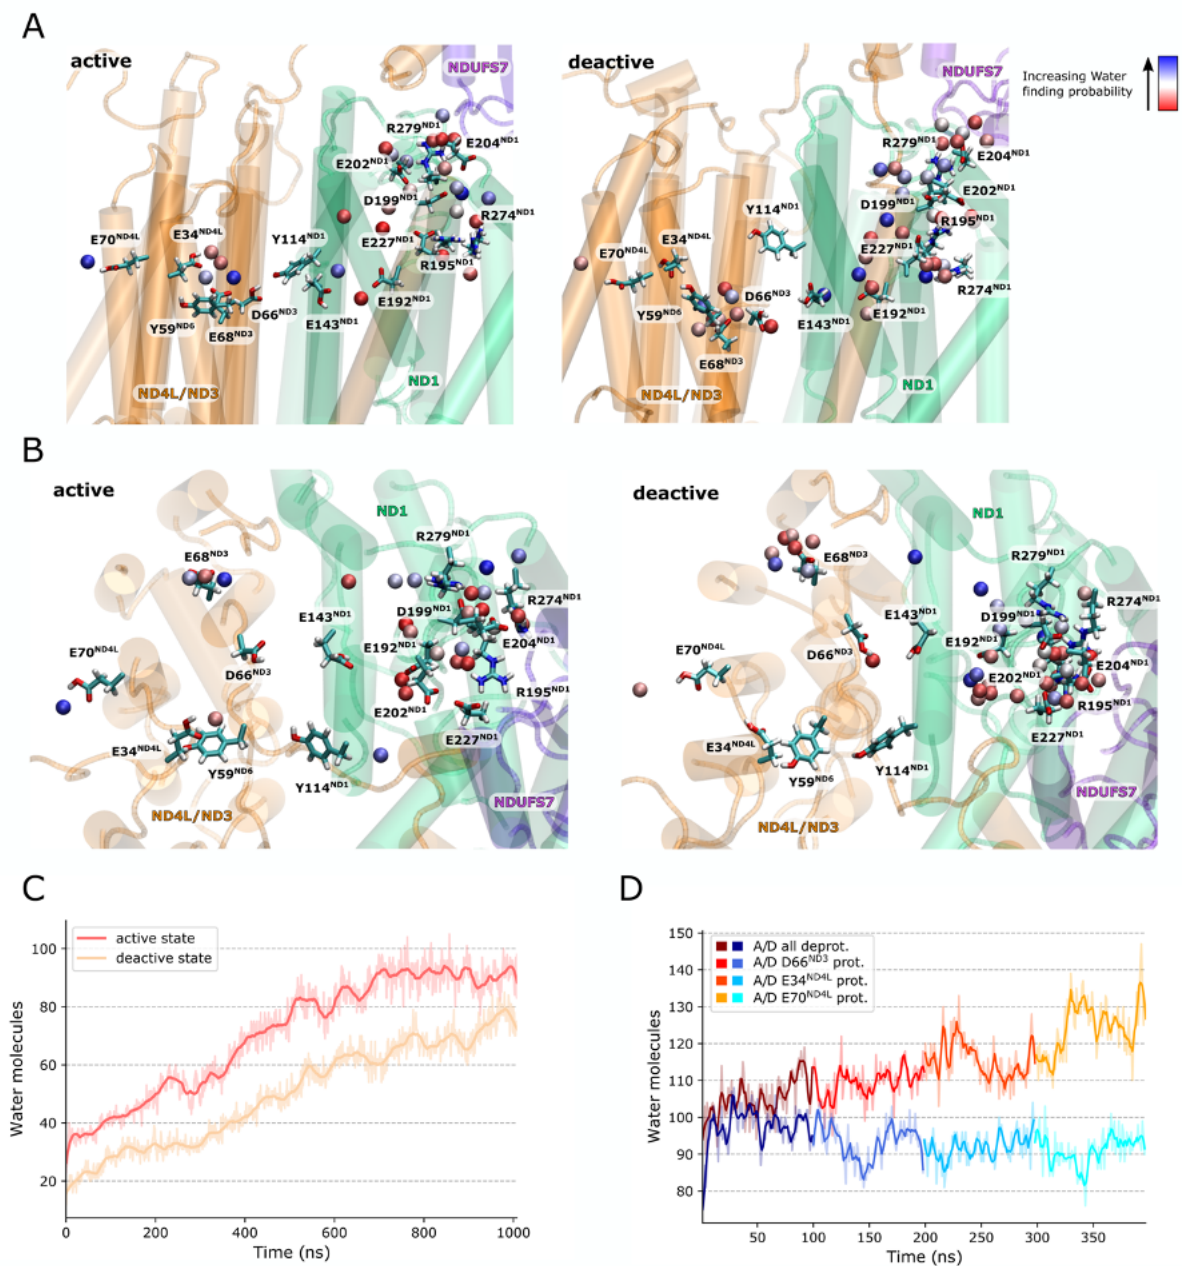 A
active
NDUFS7
R279ND1
E204ND1
E202ND1
D199ND1
R274ND1
E70ND4L
E34ND4L
Y114ND1
E227ND1
R195ND1
E192ND1
D66ND3
Y59ND6
E68ND3
E143ND1
ND1
ND4L/ND3
deactive
NDUFS7
R279ND1
E204ND1
E202ND1
D199ND1
Y114ND1
R195ND1
E70ND4L
E34ND4L
E227ND1
R274ND1
D66ND3
Y59ND6
E143ND1
E192ND1
E68ND3
ND4L/ND3
ND1
Increasing Water
finding probability
B
active
ND1
E68ND3
R279ND1
R274ND1
E143ND1
D199ND1
E204ND1
E192ND1
E70ND4L
D66ND3
R195ND1
E202ND1
E227ND1
E34ND4L
Y59ND6
Y114ND1
ND4L/ND3
NDUFS7
deactive
ND1
E68ND3
R279ND1
R274ND1
E143ND1
D199ND1
E192ND1
E70ND4L
D66ND3
E204ND1
E202ND1
R195ND1
E227ND1
E34ND4L
Y59ND6
Y114ND1
NDUFS7
ND4L/ND3
C
active state
deactive state
100
80
60
40
20
Water molecules
0 200 400 600 800 1000
Time (ns)
D
A/D all deprot.
A/D D66ND3 prot.
A/D E34ND4L prot.
A/D E70ND4L prot.
150
140
130
120
110
100
90
80
Water molecules
50 100 150 200 250 300 350
Time (ns)